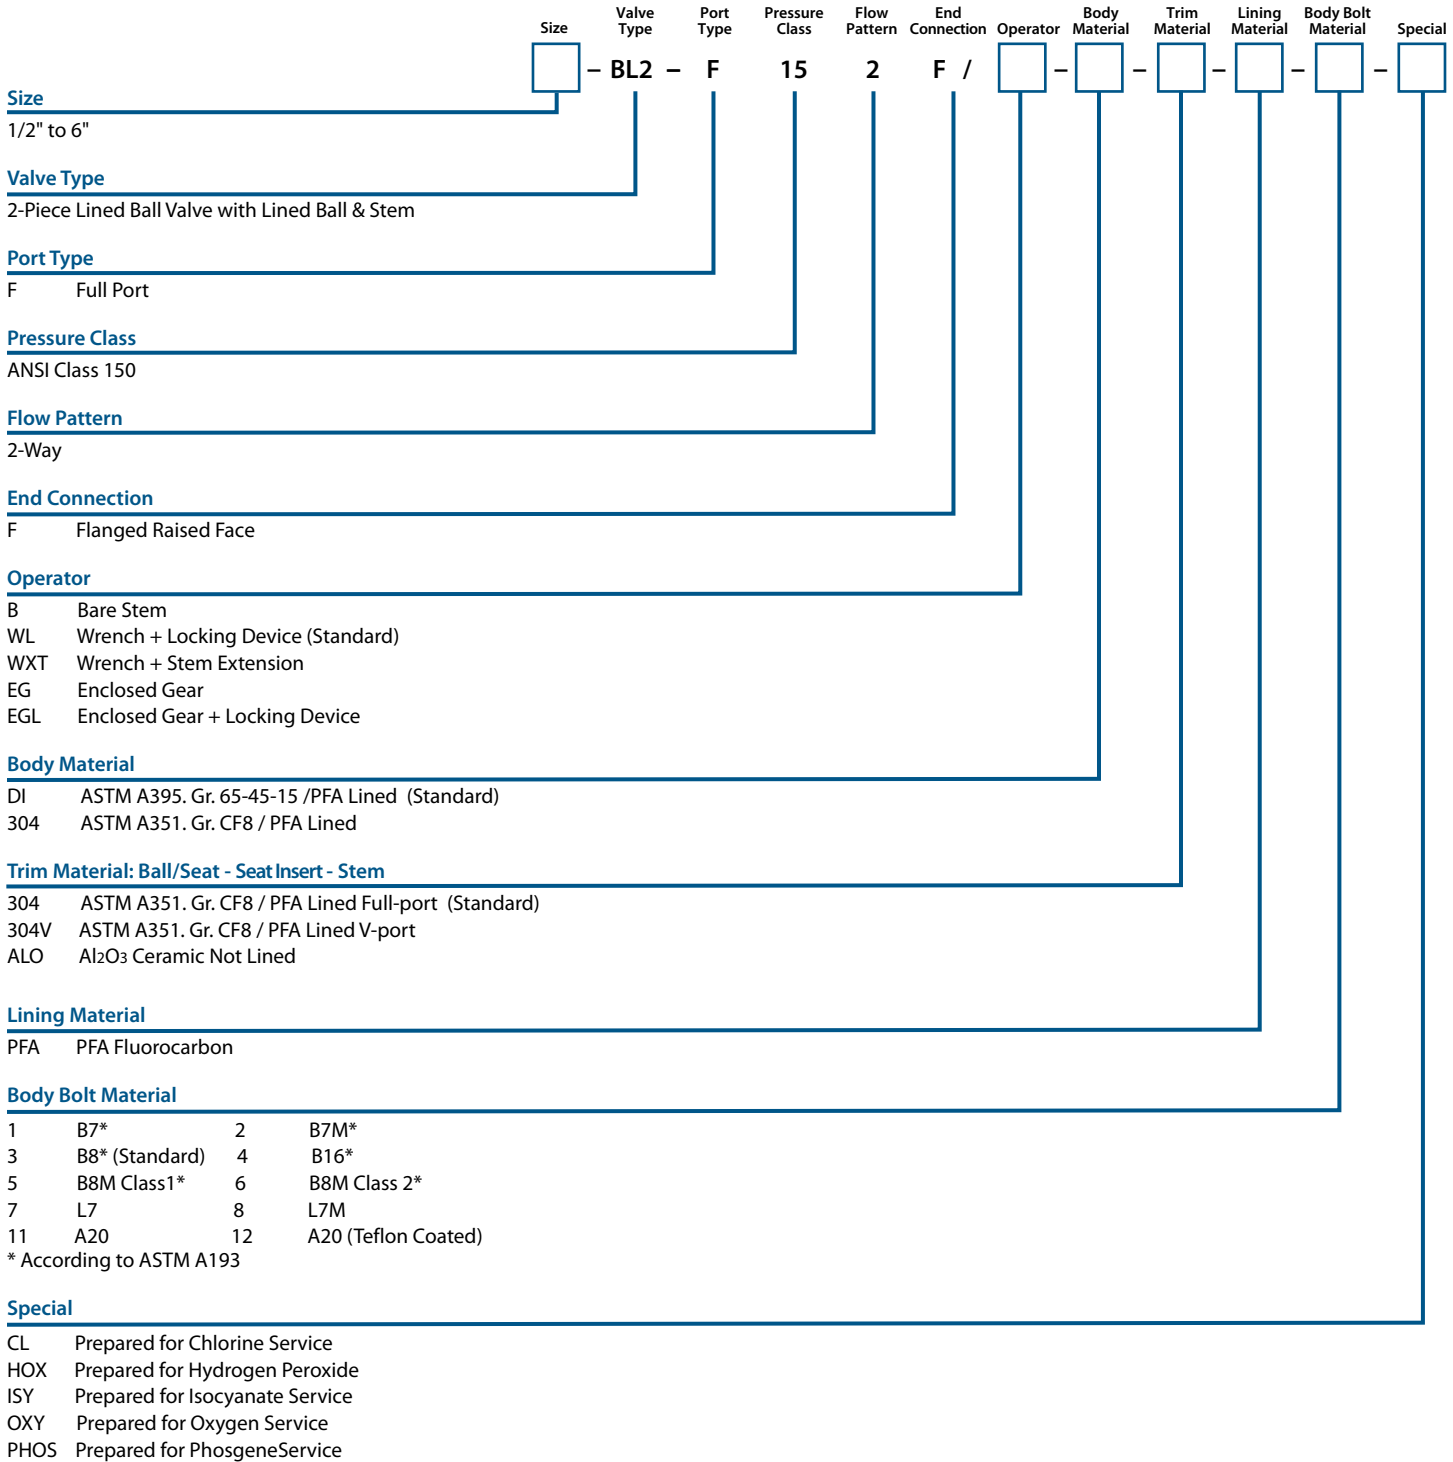 Size
Valve Type
Port Type
Pressure Class
Flow Pattern
End Connection
Operator
Body Material
Trim Material
Lining Material
Body Bolt Material
Special
– BL2 – F 15 2 F / – – – – –
Size
1/2" to 6"
Valve Type
2-Piece Lined Ball Valve with Lined Ball & Stem
Port Type
F Full Port
Pressure Class
ANSI Class 150
Flow Pattern
2-Way
End Connection
F Flanged Raised Face
Operator
B Bare Stem
WL Wrench + Locking Device (Standard)
WXT Wrench + Stem Extension
EG Enclosed Gear
EGL Enclosed Gear + Locking Device
Body Material
DI ASTM A395. Gr. 65-45-15 /PFA Lined (Standard)
304 ASTM A351. Gr. CF8 / PFA Lined
Trim Material: Ball/Seat - Seat Insert - Stem
304 ASTM A351. Gr. CF8 / PFA Lined Full-port (Standard)
304V ASTM A351. Gr. CF8 / PFA Lined V-port
ALO Al2O3 Ceramic Not Lined
Lining Material
PFA PFA Fluorocarbon
Body Bolt Material
1 B7* 2 B7M*
3 B8* (Standard) 4 B16*
5 B8M Class1* 6 B8M Class 2*
7 L7 8 L7M
11 A20 12 A20 (Teflon Coated)
* According to ASTM A193
Special
CL Prepared for Chlorine Service
HOX Prepared for Hydrogen Peroxide
ISY Prepared for Isocyanate Service
OXY Prepared for Oxygen Service
PHOS Prepared for PhosgeneService